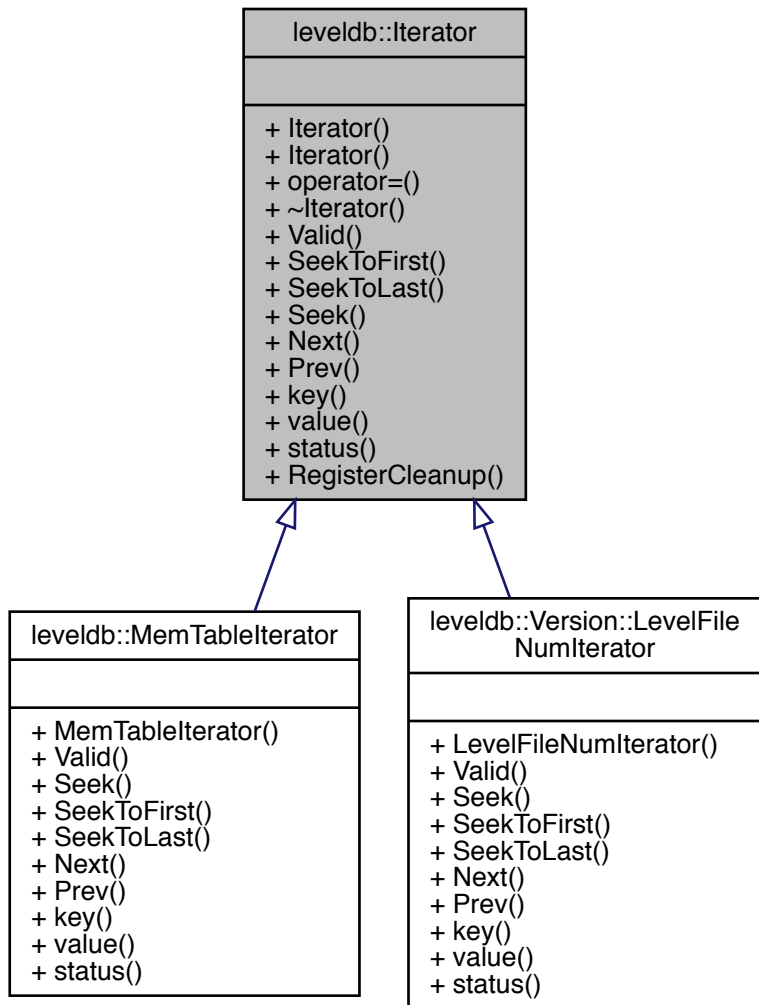 leveldb::Iterator
+ Iterator()
+ Iterator()
+ operator=()
+ ~Iterator()
+ Valid()
+ SeekToFirst()
+ SeekToLast()
+ Seek()
+ Next()
+ Prev()
+ key()
+ value()
+ status()
+ RegisterCleanup()
leveldb::MemTableIterator
+ MemTableIterator()
+ Valid()
+ Seek()
+ SeekToFirst()
+ SeekToLast()
+ Next()
+ Prev()
+ key()
+ value()
+ status()
leveldb::Version::LevelFile
NumIterator
+ LevelFileNumIterator()
+ Valid()
+ Seek()
+ SeekToFirst()
+ SeekToLast()
+ Next()
+ Prev()
+ key()
+ value()
+ status()